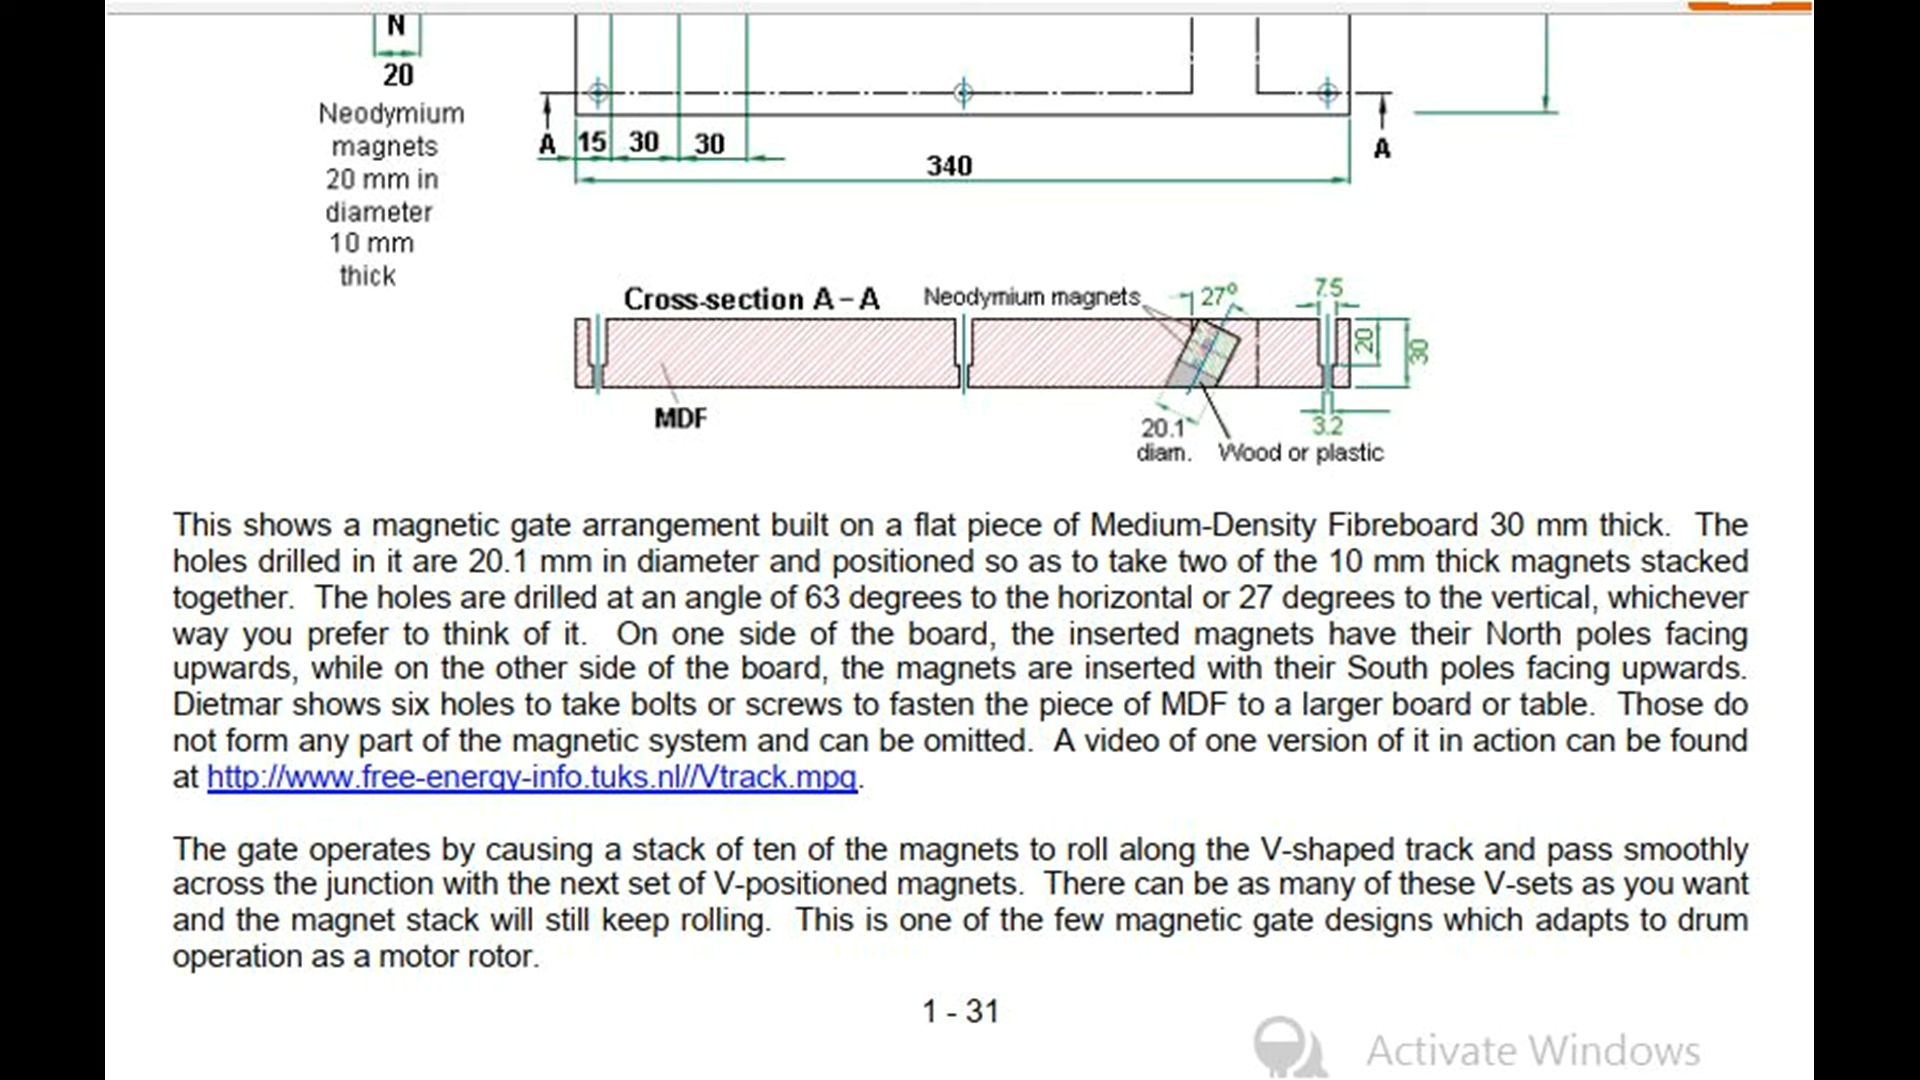 N
20
Neodymium
magnets
20 mm in
diameter
10 mm
thick
A 15 30 30 A
340
Cross-section A – A Neodymium magnets 27° 7.5
20 30
MDF
20.1
diam. Wood or plastic 3.2
This shows a magnetic gate arrangement built on a flat piece of Medium-Density Fibreboard 30 mm thick. The
holes drilled in it are 20.1 mm in diameter and positioned so as to take two of the 10 mm thick magnets stacked
together. The holes are drilled at an angle of 63 degrees to the horizontal or 27 degrees to the vertical, whichever
way you prefer to think of it. On one side of the board, the inserted magnets have their North poles facing
upwards, while on the other side of the board, the magnets are inserted with their South poles facing upwards.
Dietmar shows six holes to take bolts or screws to fasten the piece of MDF to a larger board or table. Those do
not form any part of the magnetic system and can be omitted. A video of one version of it in action can be found
at http://www.free-energy-info.tuks.nl//Vtrack.mpg.
The gate operates by causing a stack of ten of the magnets to roll along the V-shaped track and pass smoothly
across the junction with the next set of V-positioned magnets. There can be as many of these V-sets as you want
and the magnet stack will still keep rolling. This is one of the few magnetic gate designs which adapts to drum
operation as a motor rotor.
1 - 31
Activate Windows